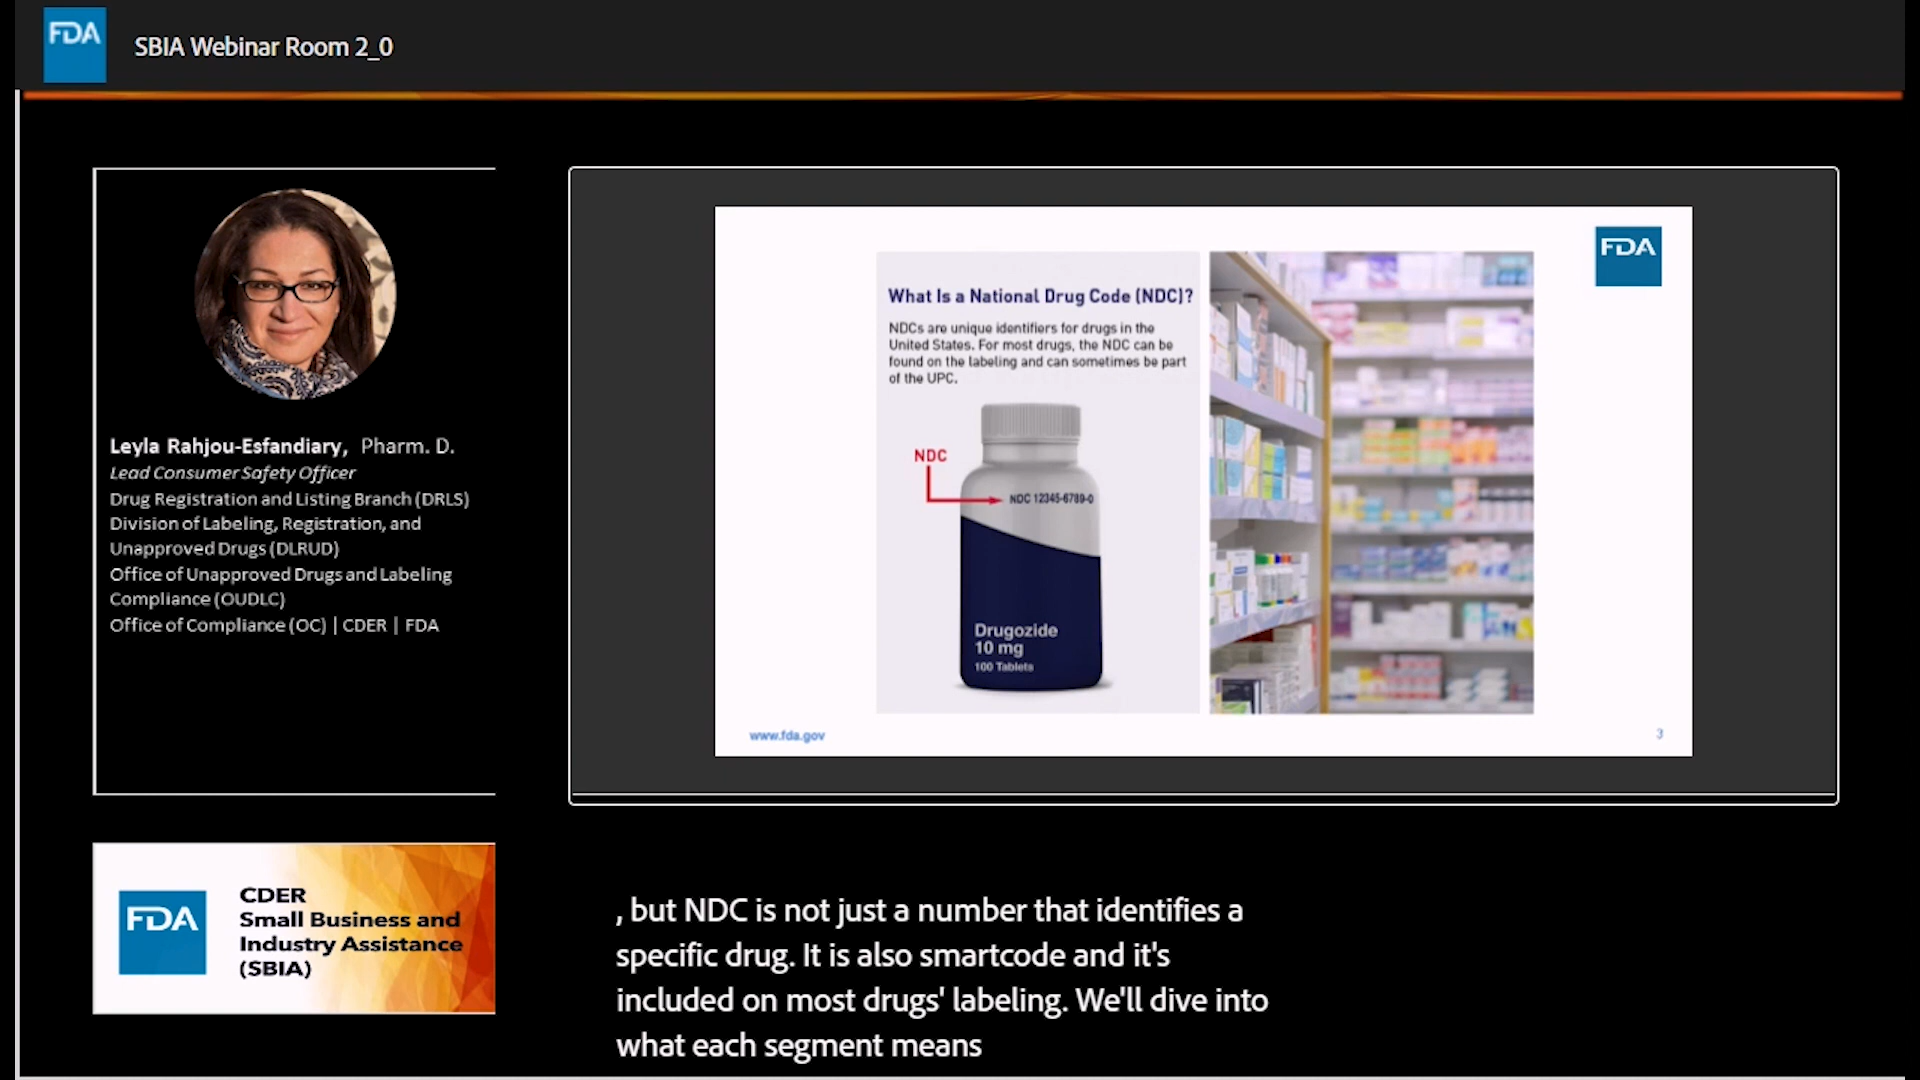 FDA
SBIA Webinar Room 2_0
Leyla Rahjou-Esfandiary, Pharm. D.
Lead Consumer Safety Officer
Drug Registration and Listing Branch (DRLS)
Division of Labeling, Registration, and
Unapproved Drugs (DLRUD)
Office of Unapproved Drugs and Labeling
Compliance (OUDLC)
Office of Compliance (OC) | CDER | FDA
FDA
What Is a National Drug Code (NDC)?
NDCs are unique identifiers for drugs in the
United States. For most drugs, the NDC can be
found on the labeling and can sometimes be part
of the UPC.
NDC
NDC 12345-6789-0
Drugozide
10 mg
100 Tablets
www.fda.gov
3
FDA
CDER
Small Business and
Industry Assistance
(SBIA)
, but NDC is not just a number that identifies a
specific drug. It is also smartcode and it's
included on most drugs' labeling. We'll dive into
what each segment means